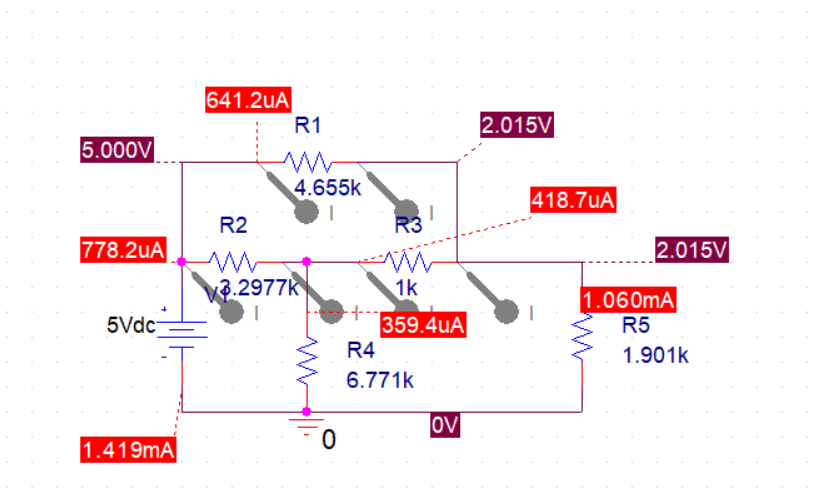 641.2uA
R1
2.015V
5.000V
4.655k
I
I
418.7uA
R2
R3
778.2uA
2.015V
V1
3.2977k
1k
1.060mA
5Vdc
I
I
I
I
359.4uA
R5
R4
1.901k
6.771k
0V
0
1.419mA